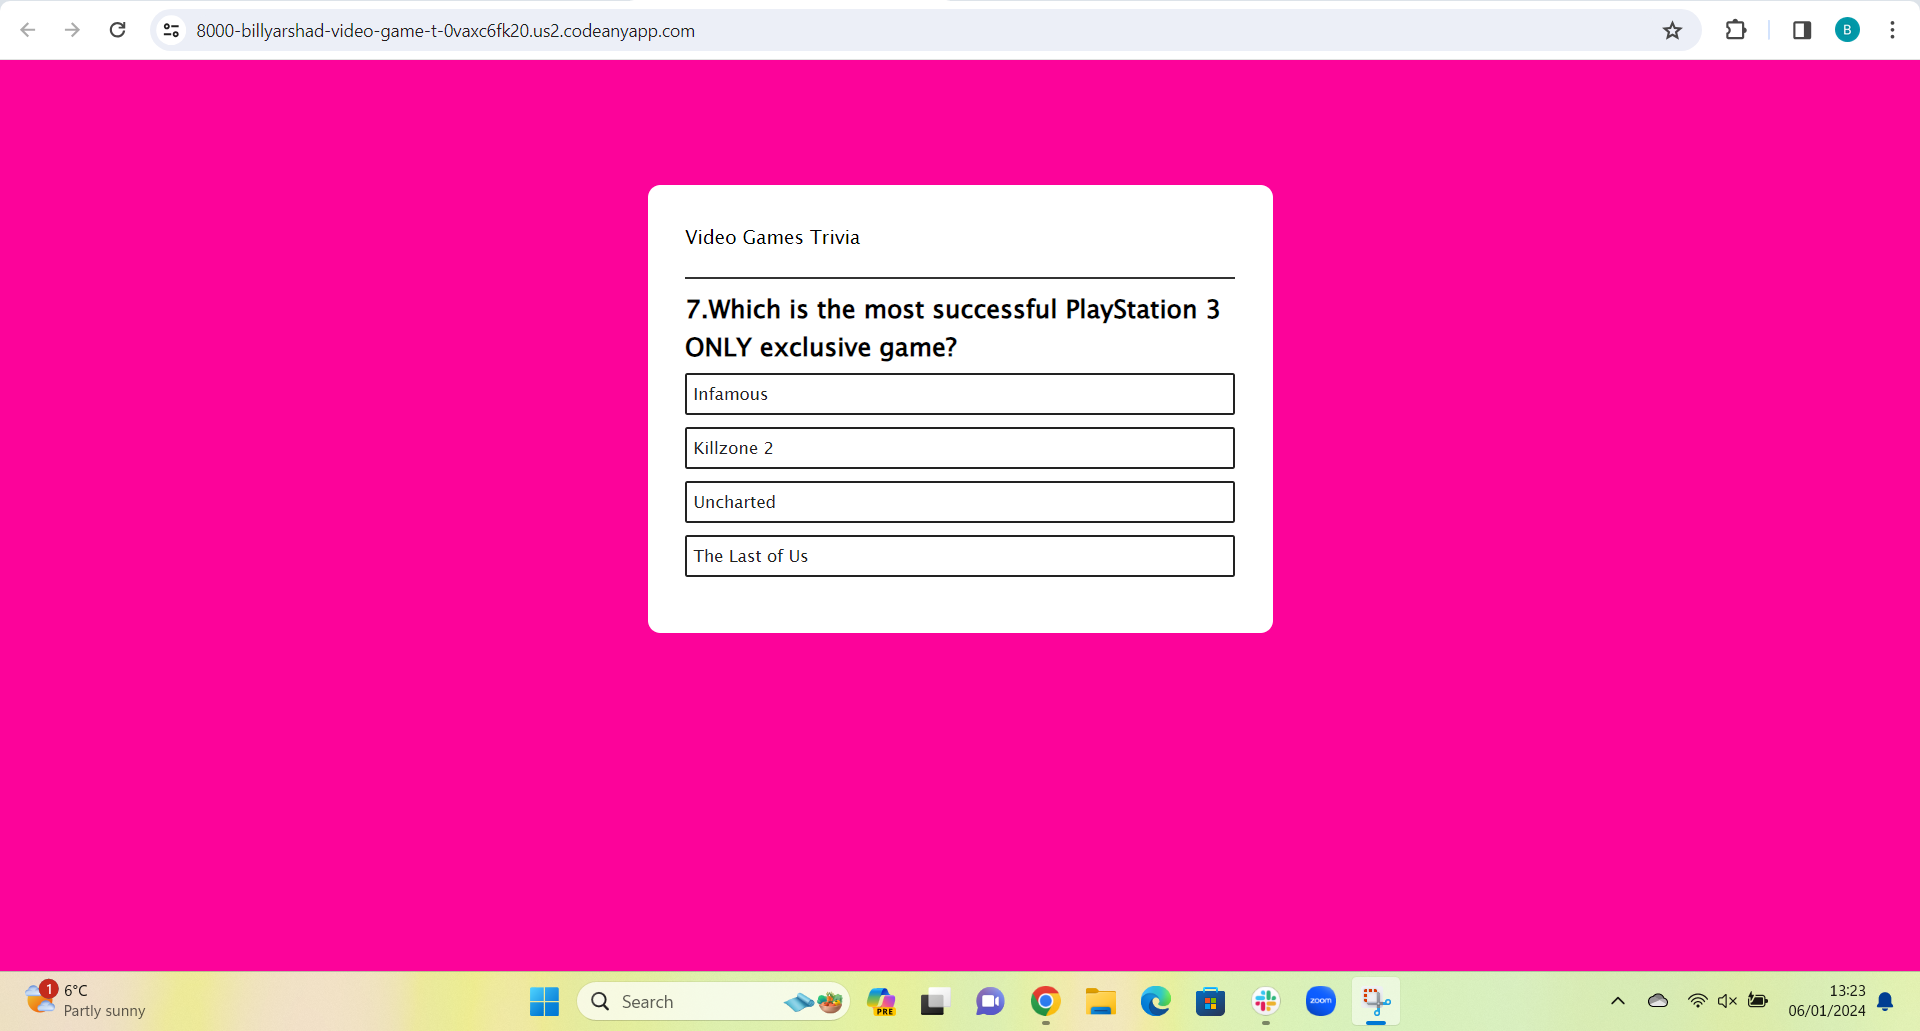 8000-billyarshad-video-game-t-0vaxc6fk20.us2.codeanyapp.com
B
Video Games Trivia
7.Which is the most successful PlayStation 3
ONLY exclusive game?
Infamous
Killzone 2
Uncharted
The Last of Us
1
6°C
Partly sunny
Search
PRE
zoom
13:23
06/01/2024